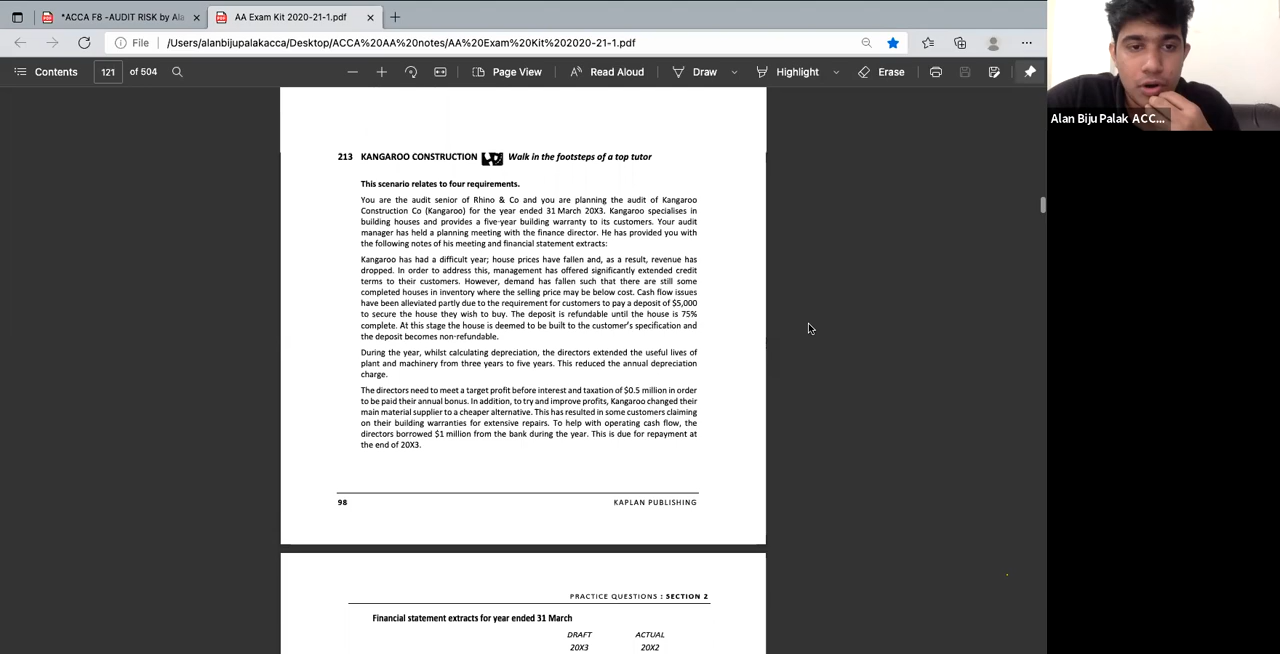 *ACCA F8 -AUDIT RISK by Ala
AA Exam Kit 2020-21-1.pdf
File
/Users/alanbijupalakacca/Desktop/ACCA%20AA%20notes/AA%20Exam%20Kit%202020-21-1.pdf
Contents
121
of 504
Page View
Read Aloud
Draw
Highlight
Erase
Alan Biju Palak ACC...
213 KANGAROO CONSTRUCTION Walk in the footsteps of a top tutor
This scenario relates to four requirements.
You are the audit senior of Rhino & Co and you are planning the audit of Kangaroo
Construction Co (Kangaroo) for the year ended 31 March 20X3. Kangaroo specialises in
building houses and provides a five-year building warranty to its customers. Your audit
manager has held a planning meeting with the finance director. He has provided you with
the following notes of his meeting and financial statement extracts:
Kangaroo has had a difficult year; house prices have fallen and, as a result, revenue has
dropped. In order to address this, management has offered significantly extended credit
terms to their customers. However, demand has fallen such that there are still some
completed houses in inventory where the selling price may be below cost. Cash flow issues
have been alleviated partly due to the requirement for customers to pay a deposit of $5,000
to secure the house they wish to buy. The deposit is refundable until the house is 75%
complete. At this stage the house is deemed to be built to the customer's specification and
the deposit becomes non-refundable.
During the year, whilst calculating depreciation, the directors extended the useful lives of
plant and machinery from three years to five years. This reduced the annual depreciation
charge.
The directors need to meet a target profit before interest and taxation of $0.5 million in order
to be paid their annual bonus. In addition, to try and improve profits, Kangaroo changed their
main material supplier to a cheaper alternative. This has resulted in some customers claiming
on their building warranties for extensive repairs. To help with operating cash flow, the
directors borrowed $1 million from the bank during the year. This is due for repayment at
the end of 20X3.
98
KAPLAN PUBLISHING
PRACTICE QUESTIONS : SECTION 2
Financial statement extracts for year ended 31 March
DRAFT ACTUAL
20X3 20X2